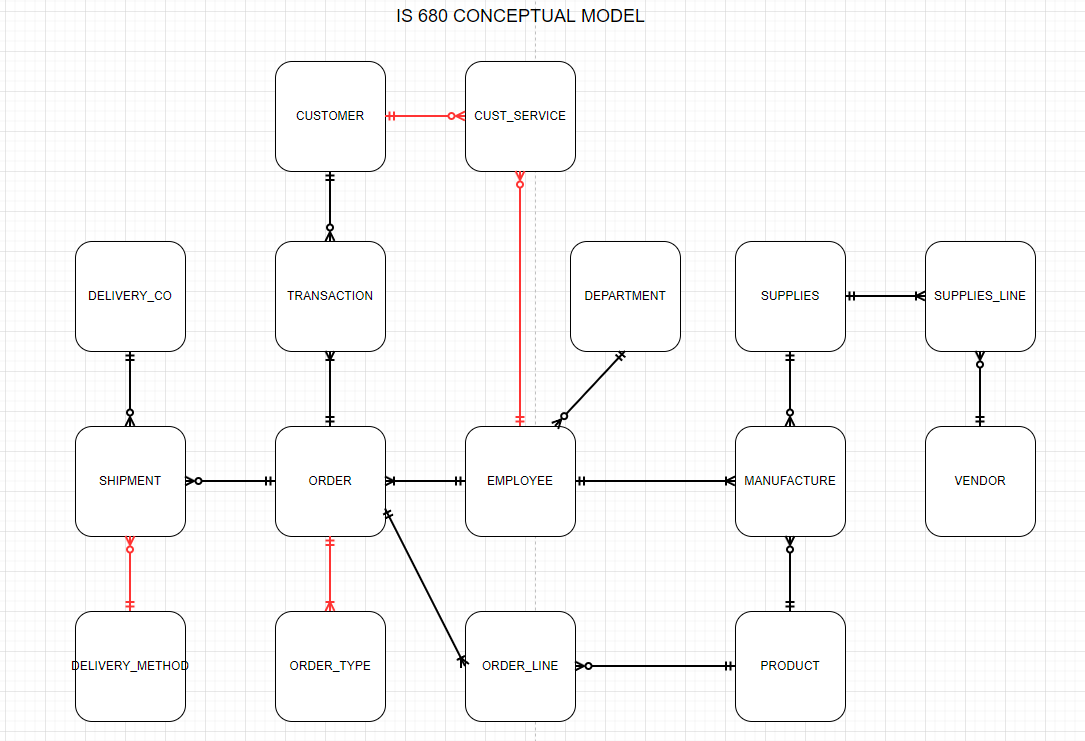 IS 680 CONCEPTUAL MODEL
CUSTOMER
CUST_SERVICE
DELIVERY_CO
TRANSACTION
DEPARTMENT
SUPPLIES
SUPPLIES_LINE
SHIPMENT
ORDER
EMPLOYEE
MANUFACTURE
VENDOR
DELIVERY_METHOD
ORDER_TYPE
ORDER_LINE
PRODUCT